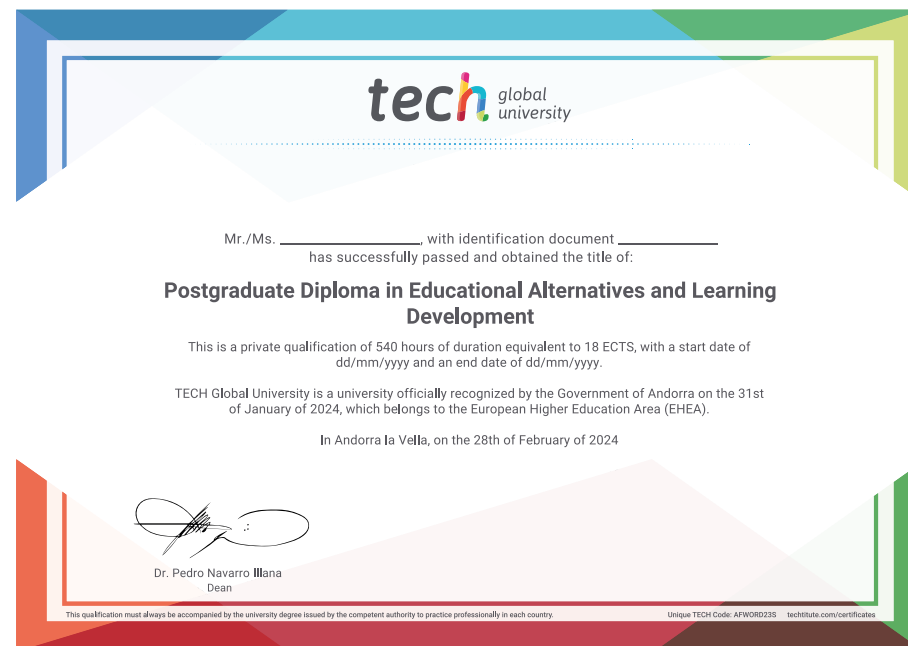 tech global university
Mr./Ms. ____________________, with identification document ______________
has successfully passed and obtained the title of:
Postgraduate Diploma in Educational Alternatives and Learning
Development
This is a private qualification of 540 hours of duration equivalent to 18 ECTS, with a start date of
dd/mm/yyyy and an end date of dd/mm/yyyy.
TECH Global University is a university officially recognized by the Government of Andorra on the 31st
of January of 2024, which belongs to the European Higher Education Area (EHEA).
In Andorra la Vella, on the 28th of February of 2024
Dr. Pedro Navarro Illana
Dean
This qualification must always be accompanied by the university degree issued by the competent authority to practice professionally in each country. Unique TECH Code: AFWORD23S techtitute.com/certificates